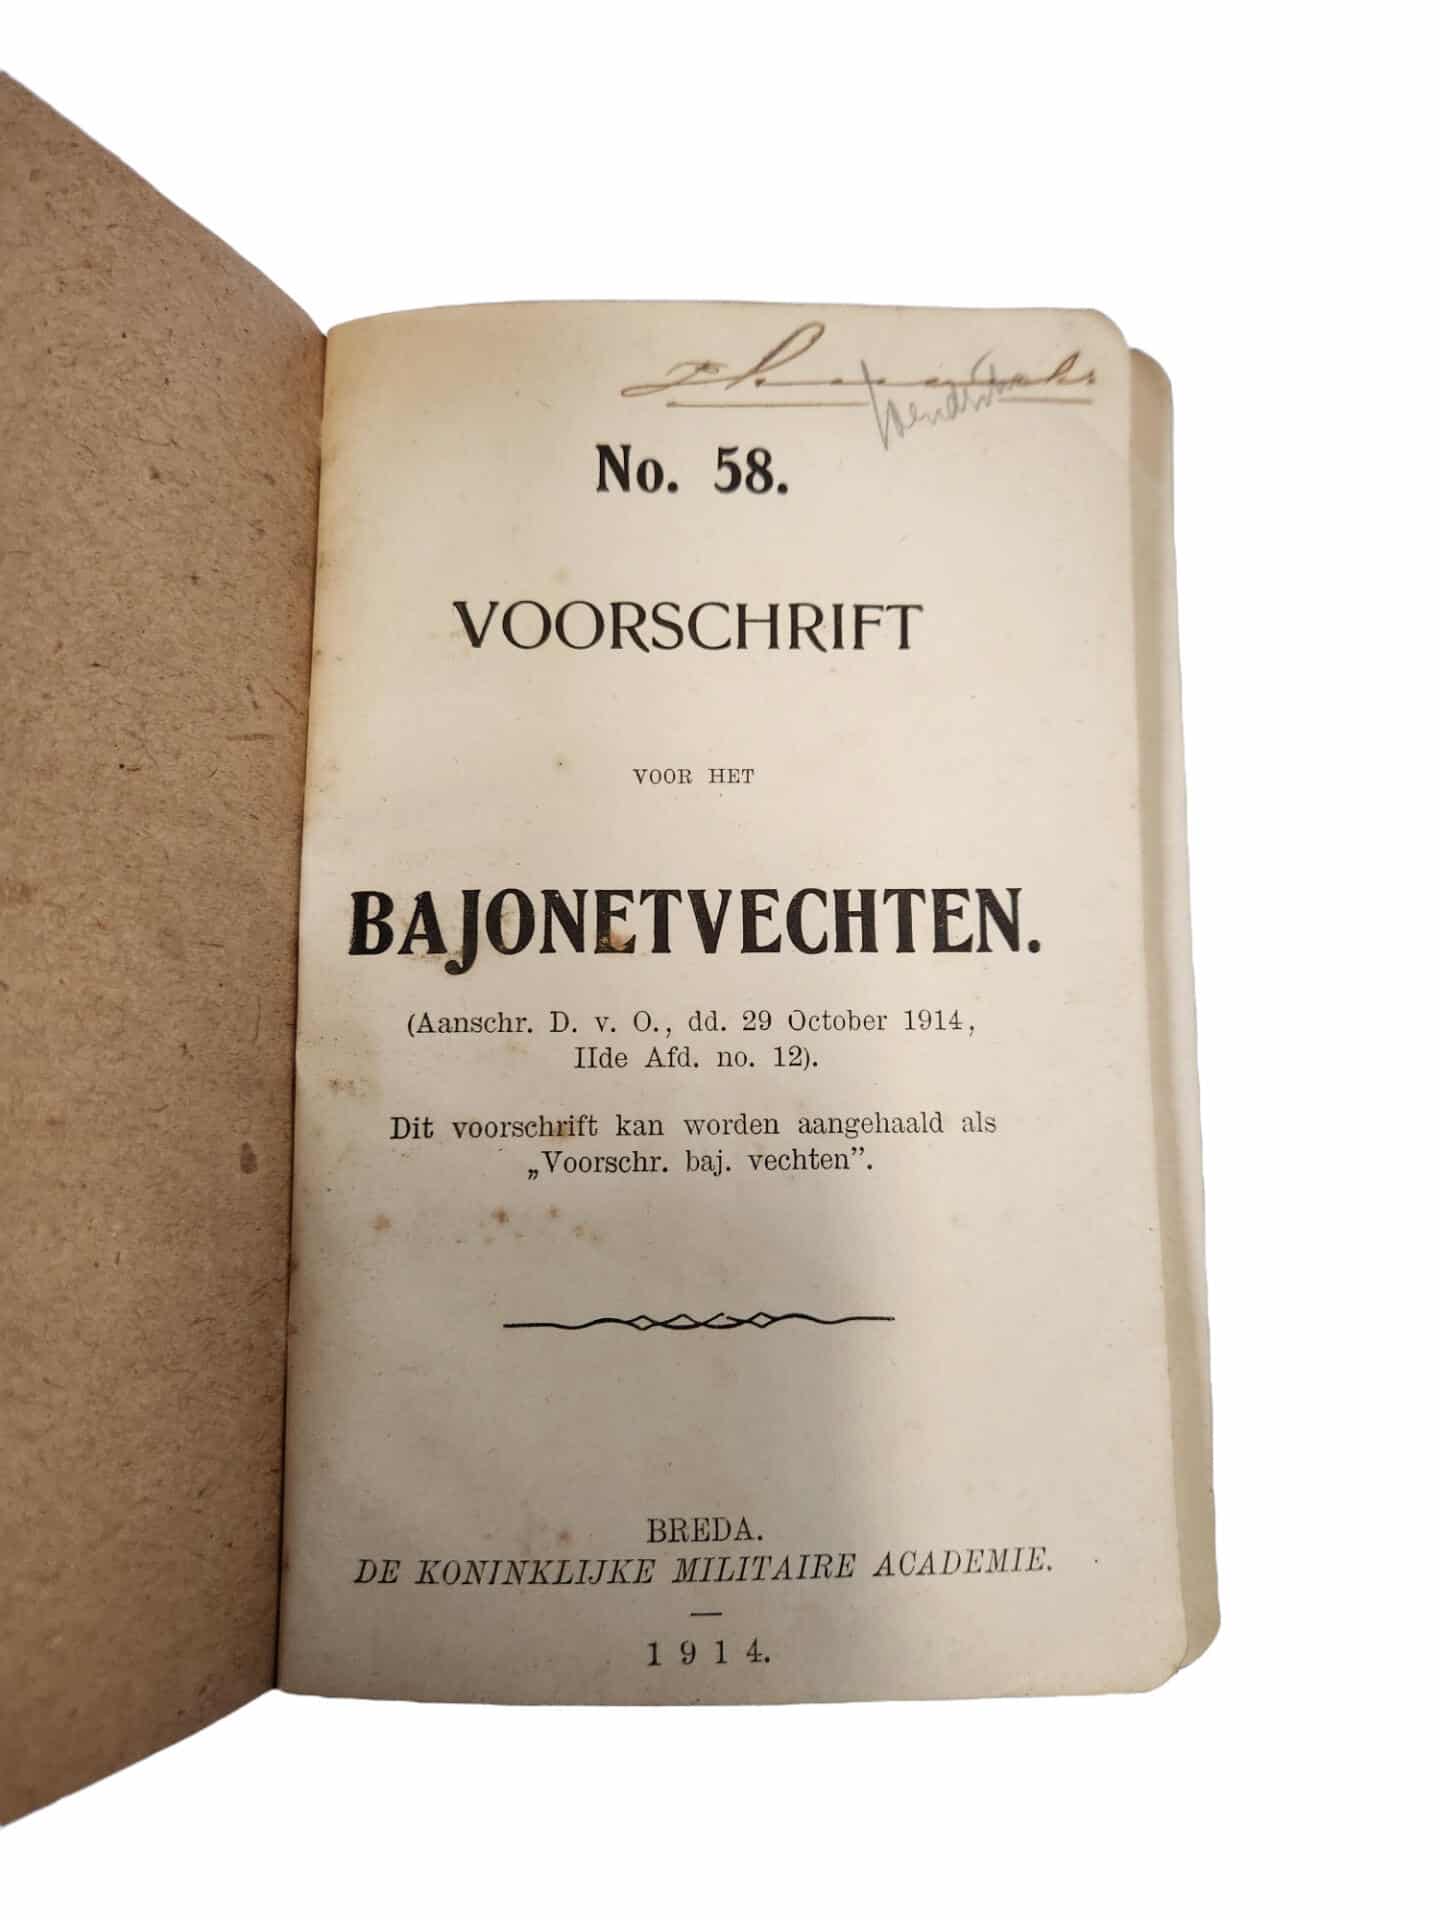 No. 58.
VOORSCHRIFT
VOOR HET
BAJONETVECHTEN.
(Aanschr. D. v. O., dd. 29 October 1914,
IIde Afd. no. 12).
Dit voorschrift kan worden aangehaald als
„Voorschr. baj. vechten”.
BREDA.
DE KONINKLIJKE MILITAIRE ACADEMIE.
1914.